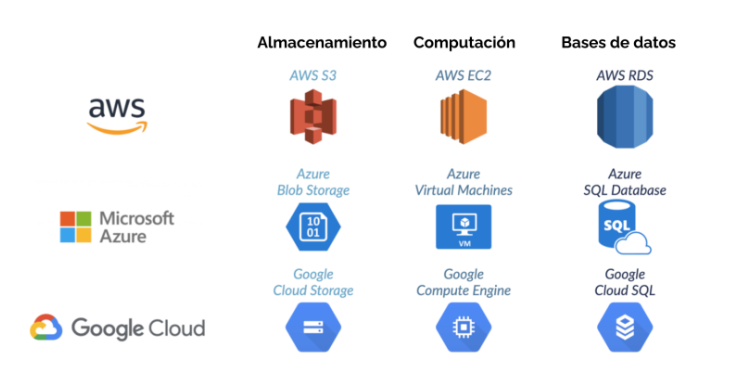 Almacenamiento Computación Bases de datos
AWS S3 AWS EC2 AWS RDS
aws
Azure Azure Azure
Blob Storage Virtual Machines SQL Database
Microsoft
Azure
10
01
VM
SQL
Google Google Google
Cloud Storage Compute Engine Cloud SQL
Google Cloud